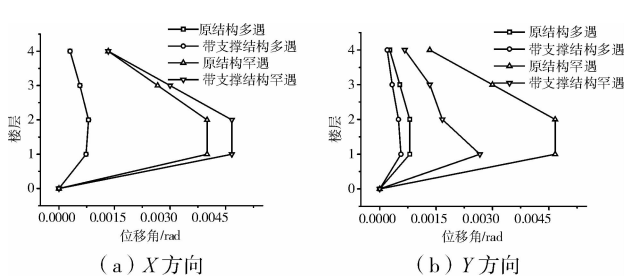 原结构多遇
带支撑结构多遇
原结构罕遇
带支撑结构罕遇
4
3
2
1
0
楼层
0.0000 0.0015 0.0030 0.0045
位移角/rad
(a) X 方向
原结构多遇
带支撑结构多遇
原结构罕遇
带支撑结构罕遇
4
3
2
1
0
楼层
0.0000 0.0015 0.0030 0.0045
位移角/rad
(b) Y 方向